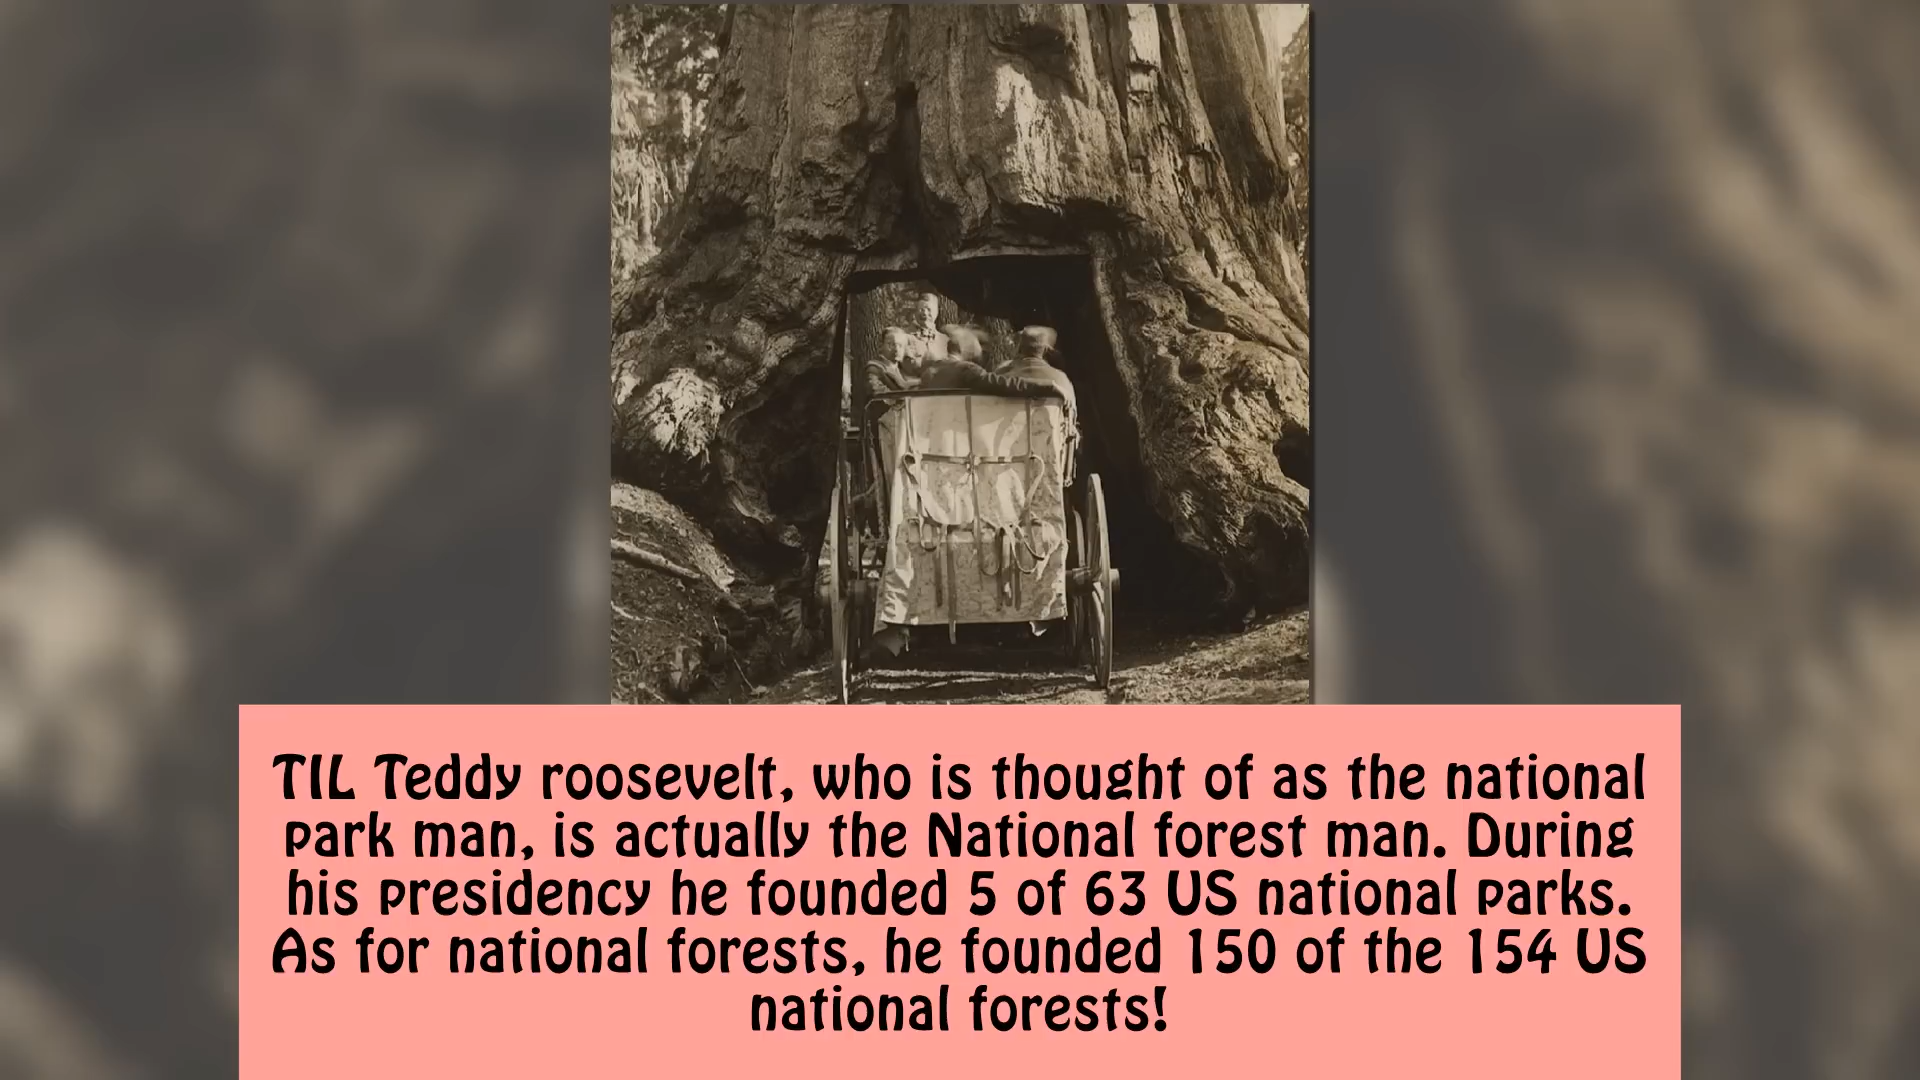 TIL Teddy roosevelt, who is thought of as the national
park man, is actually the National forest man. During
his presidency he founded 5 of 63 US national parks.
As for national forests, he founded 150 of the 154 US
national forests!